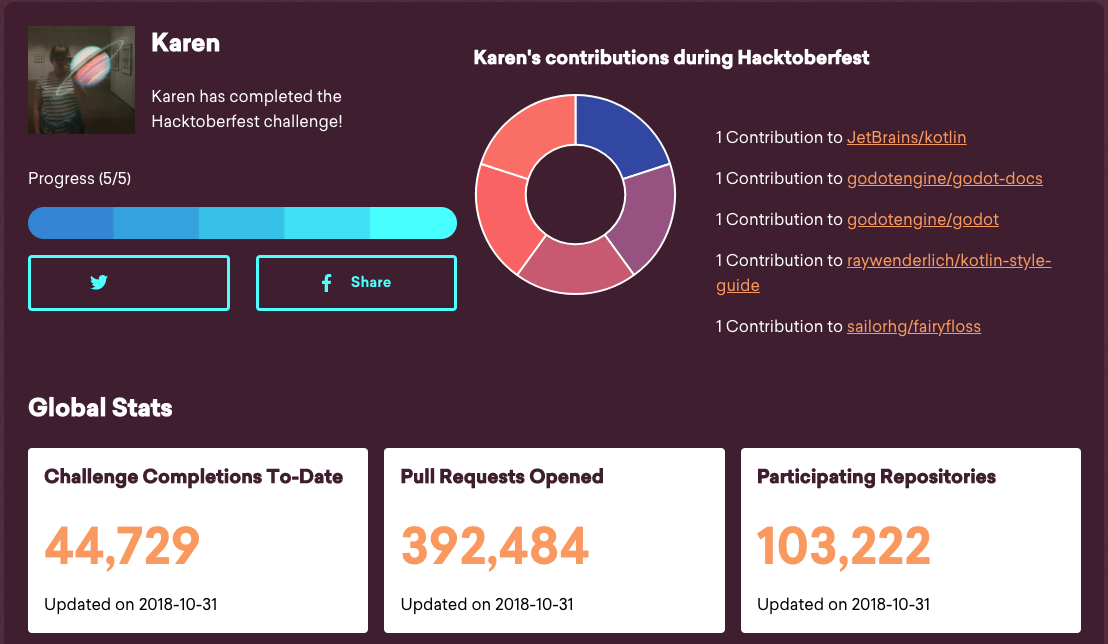 Karen
Karen has completed the
Hacktoberfest challenge!
Progress (5/5)
Share
Karen's contributions during Hacktoberfest
1 Contribution to JetBrains/kotlin
1 Contribution to godotengine/godot-docs
1 Contribution to godotengine/godot
1 Contribution to raywenderlich/kotlin-style-
guide
1 Contribution to sailorhg/fairyfloss
Global Stats
Challenge Completions To-Date
44,729
Updated on 2018-10-31
Pull Requests Opened
392,484
Updated on 2018-10-31
Participating Repositories
103,222
Updated on 2018-10-31